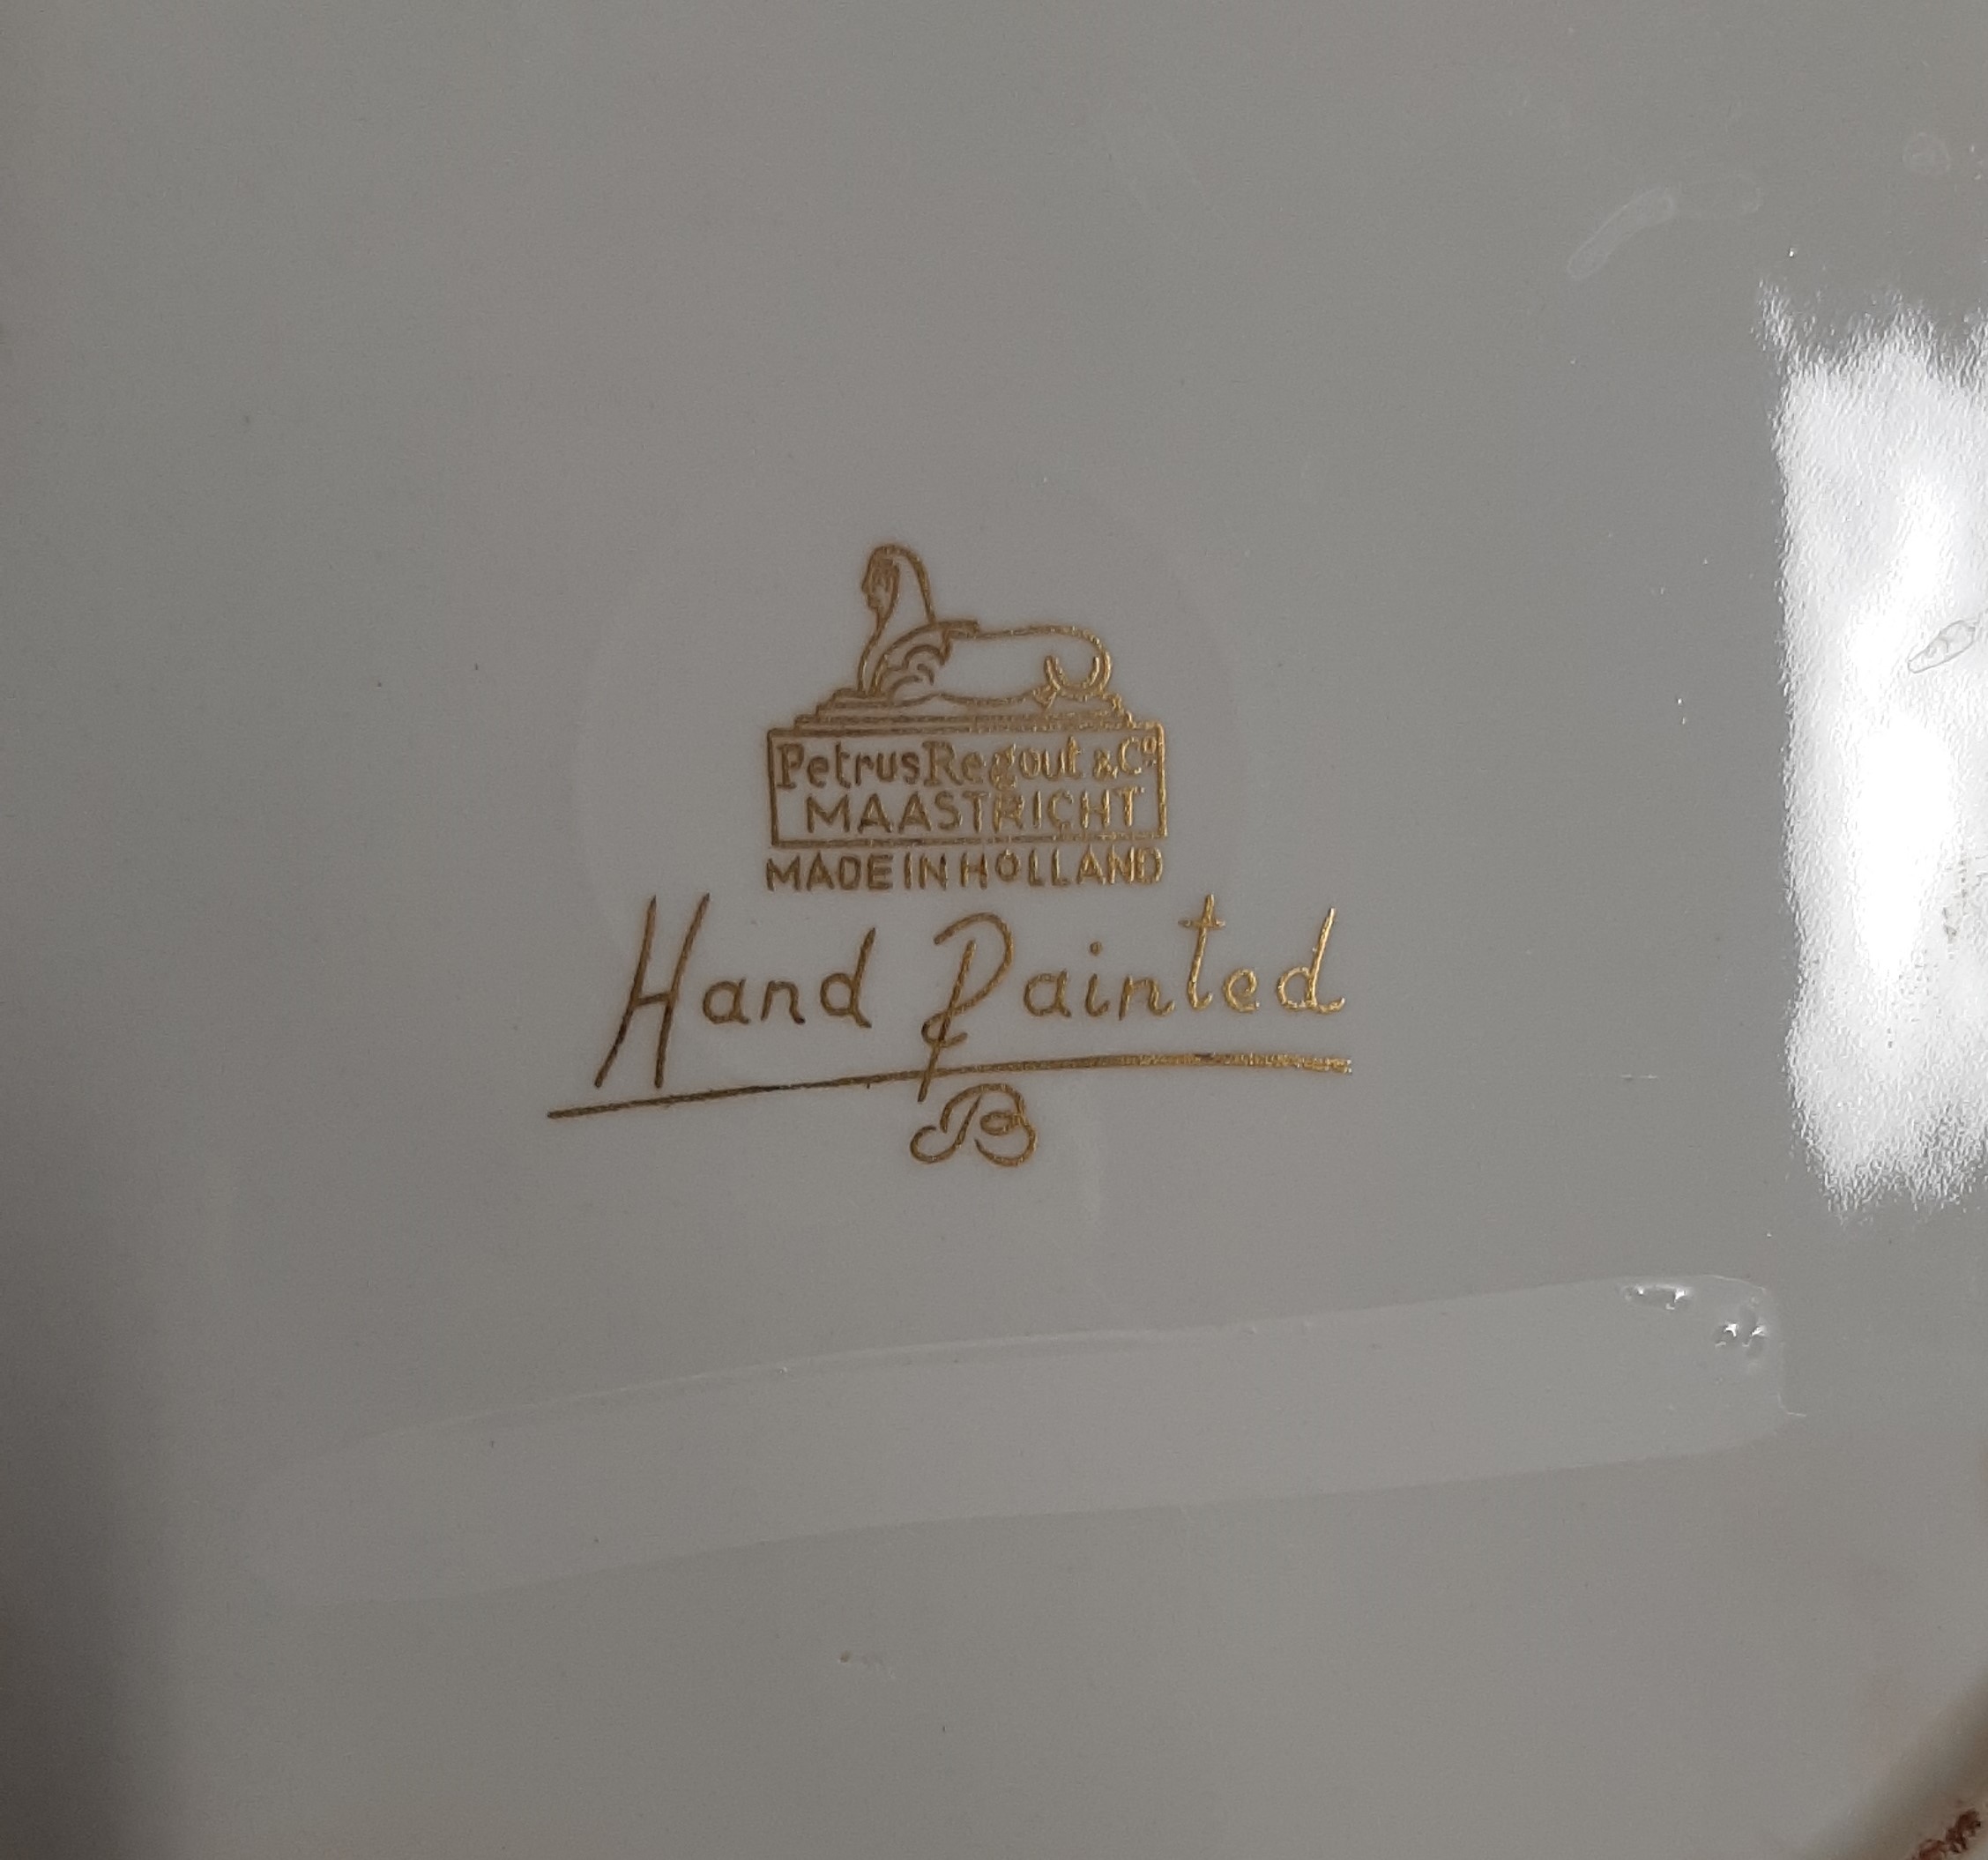 Petrus Regout & Co
MAASTRICHT
MADE IN HOLLAND
Hand Painted
B